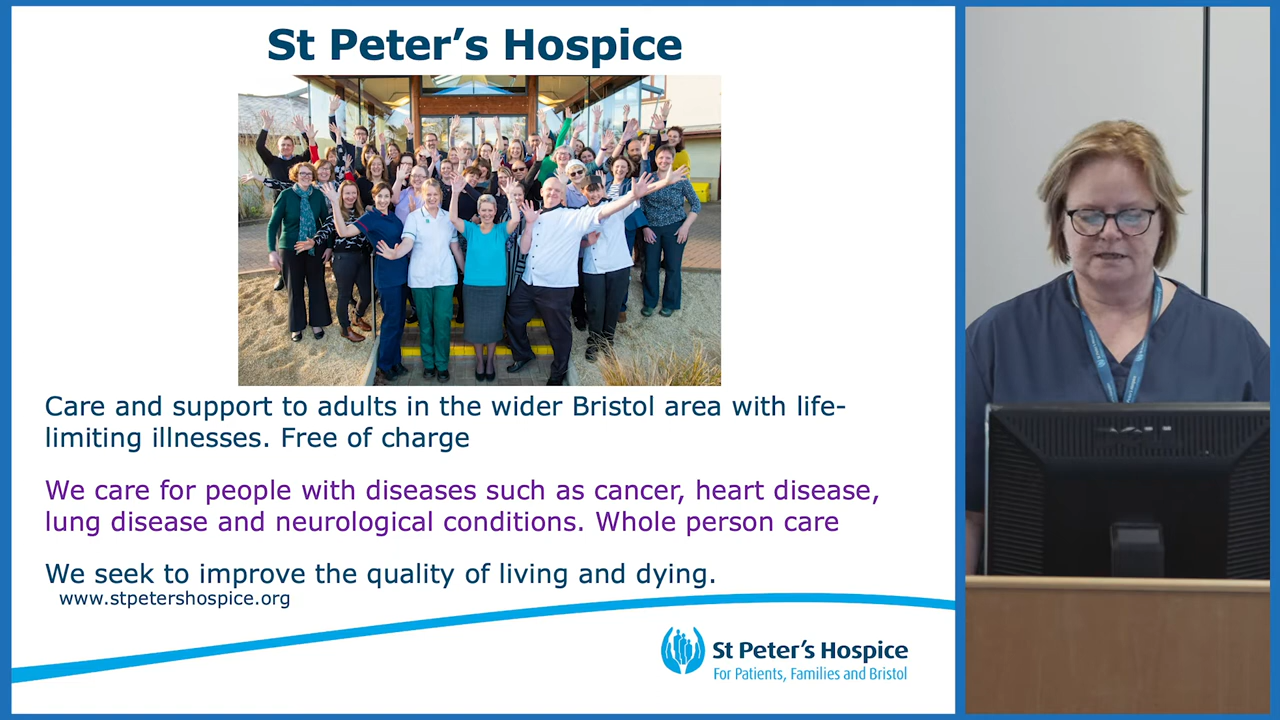 St Peter’s Hospice
Care and support to adults in the wider Bristol area with life-
limiting illnesses. Free of charge
We care for people with diseases such as cancer, heart disease,
lung disease and neurological conditions. Whole person care
We seek to improve the quality of living and dying.
www.stpetershospice.org
St Peter’s Hospice
For Patients, Families and Bristol